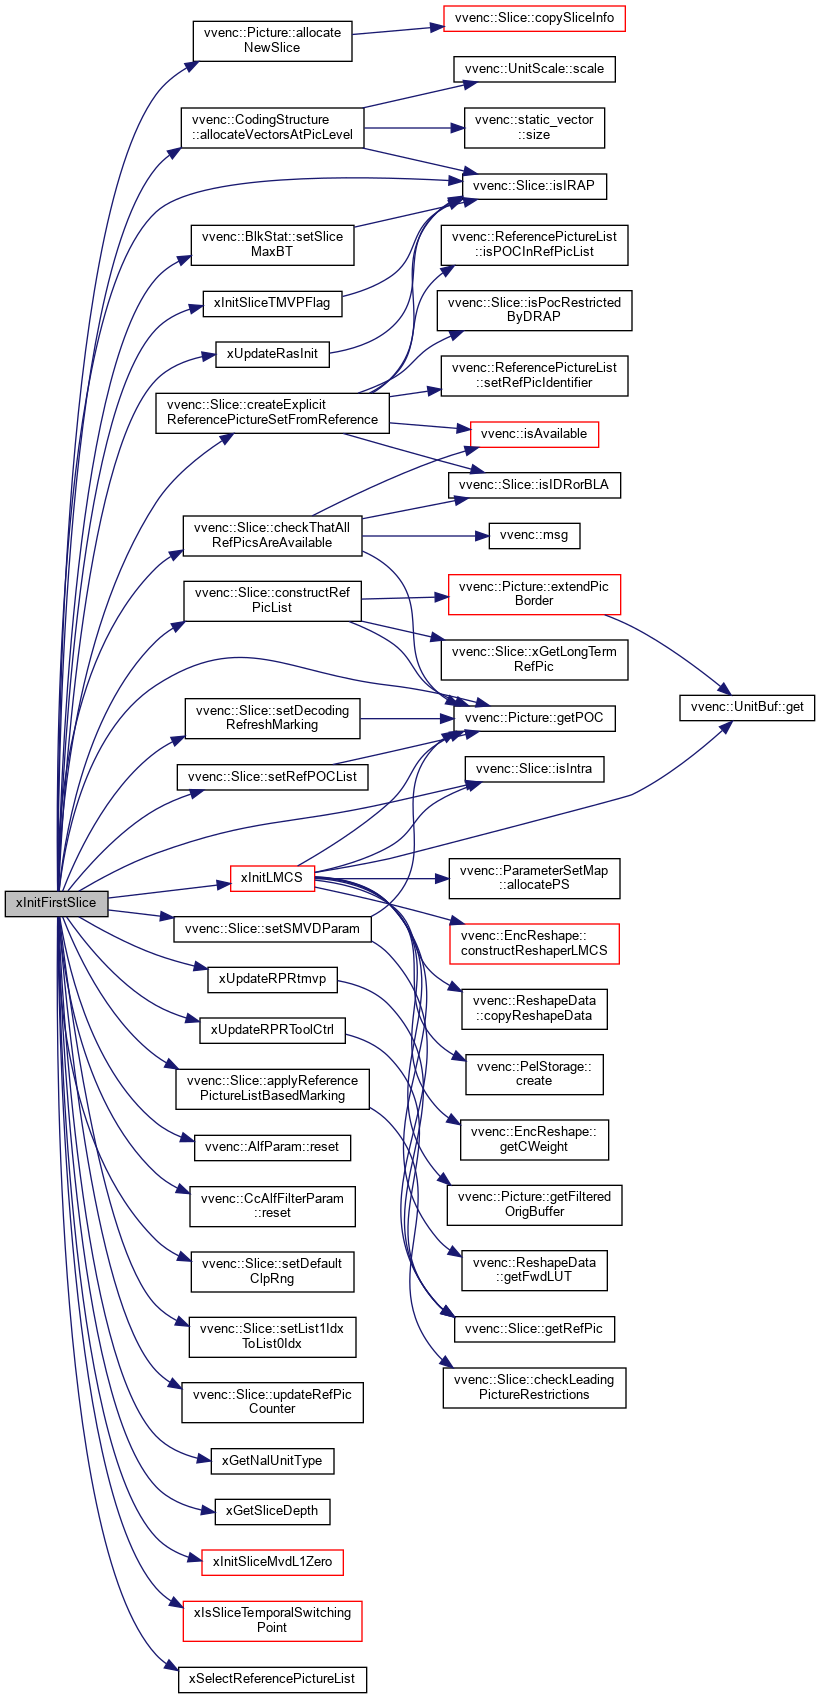 xInitFirstSlice
vvenc::Picture::allocate
NewSlice
vvenc::CodingStructure
::allocateVectorsAtPicLevel
vvenc::BlkStat::setSlice
MaxBT
xInitSliceTMVPFlag
xUpdateRasInit
vvenc::Slice::createExplicit
ReferencePictureSetFromReference
vvenc::Slice::checkThatAll
RefPicsAreAvailable
vvenc::Slice::constructRef
PicList
vvenc::Slice::setDecoding
RefreshMarking
vvenc::Slice::setRefPOCList
xInitLMCS
vvenc::Slice::setSMVDParam
xUpdateRPRtmvp
xUpdateRPRToolCtrl
vvenc::Slice::applyReference
PictureListBasedMarking
vvenc::AlfParam::reset
vvenc::CcAlfFilterParam
::reset
vvenc::Slice::setDefault
ClpRng
vvenc::Slice::setList1Idx
ToList0Idx
vvenc::Slice::updateRefPic
Counter
xGetNalUnitType
xGetSliceDepth
xInitSliceMvdL1Zero
xIsSliceTemporalSwitching
Point
xSelectReferencePictureList
vvenc::Slice::copySliceInfo
vvenc::UnitScale::scale
vvenc::static_vector
::size
vvenc::Slice::isIRAP
vvenc::ReferencePictureList
::isPOCInRefPicList
vvenc::Slice::isPocRestricted
ByDRAP
vvenc::ReferencePictureList
::setRefPicIdentifier
vvenc::isAvailable
vvenc::Slice::isIDRorBLA
vvenc::msg
vvenc::Picture::extendPic
Border
vvenc::Slice::xGetLongTerm
RefPic
vvenc::Picture::getPOC
vvenc::Slice::isIntra
vvenc::ParameterSetMap
::allocatePS
vvenc::EncReshape::
constructReshaperLMCS
vvenc::ReshapeData
::copyReshapeData
vvenc::PelStorage::
create
vvenc::EncReshape::
getCWeight
vvenc::Picture::getFiltered
OrigBuffer
vvenc::ReshapeData
::getFwdLUT
vvenc::Slice::getRefPic
vvenc::Slice::checkLeading
PictureRestrictions
vvenc::UnitBuf::get